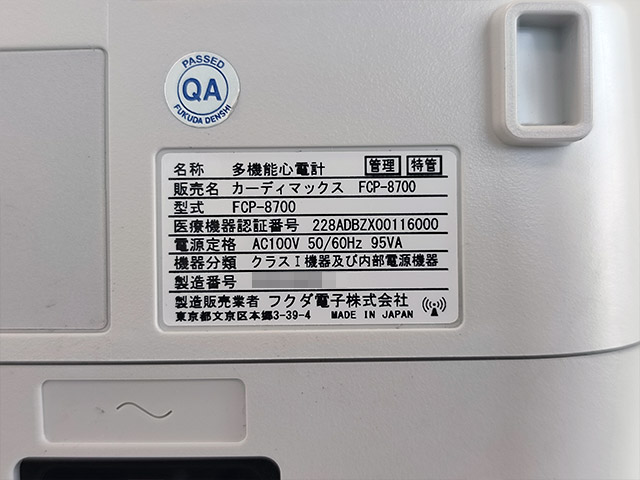 PASSED
QA
FUKUDA DENSHI
名称 多機能心電計 管理 特管
販売名 カーディマックス FCP-8700
型式 FCP-8700
医療機器認証番号 228ADBZX00116000
電源定格 AC100V 50/60Hz 95VA
機器分類 クラスⅠ機器及び内部電源機器
製造番号
製造販売業者 フクダ電子株式会社
東京都文京区本郷3-39-4 MADE IN JAPAN